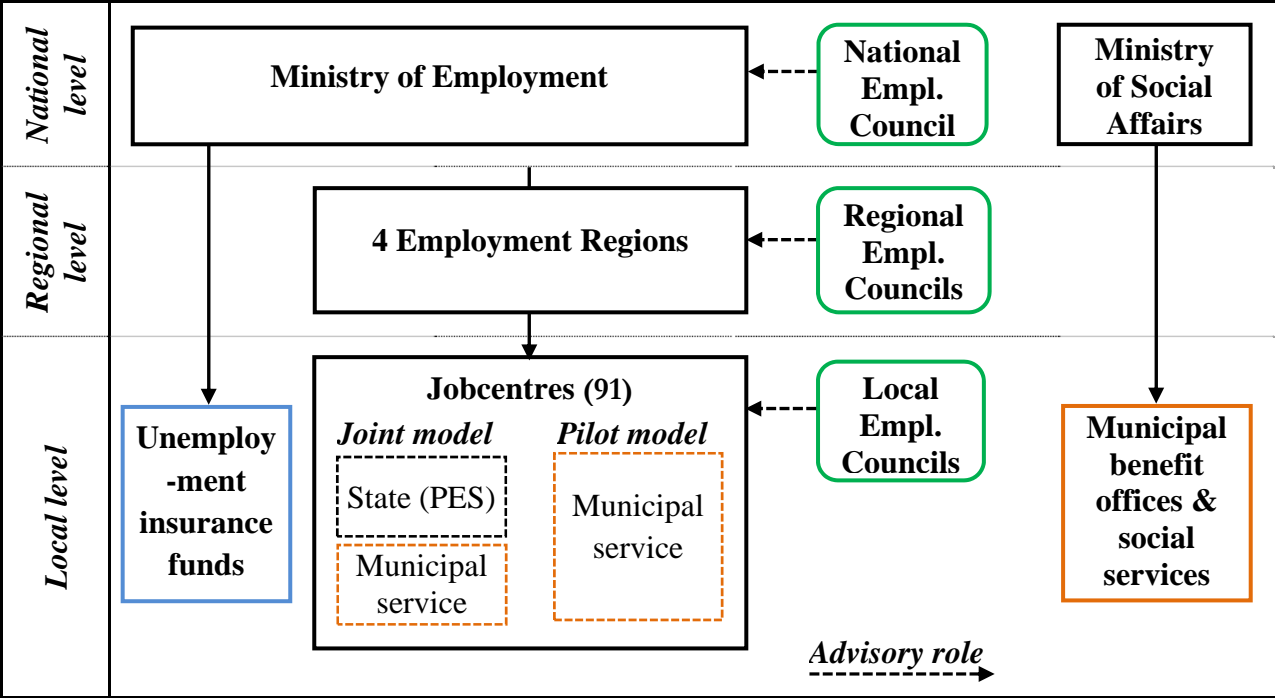 National
level
Ministry of Employment
National
Empl.
Council
Ministry
of Social
Affairs
Regional
level
4 Employment Regions
Regional
Empl.
Councils
Local level
Unemploy
-ment
insurance
funds
Jobcentres (91)
Joint model
State (PES)
Municipal
service
Pilot model
Municipal
service
Local
Empl.
Councils
Municipal
benefit
offices &
social
services
Advisory role